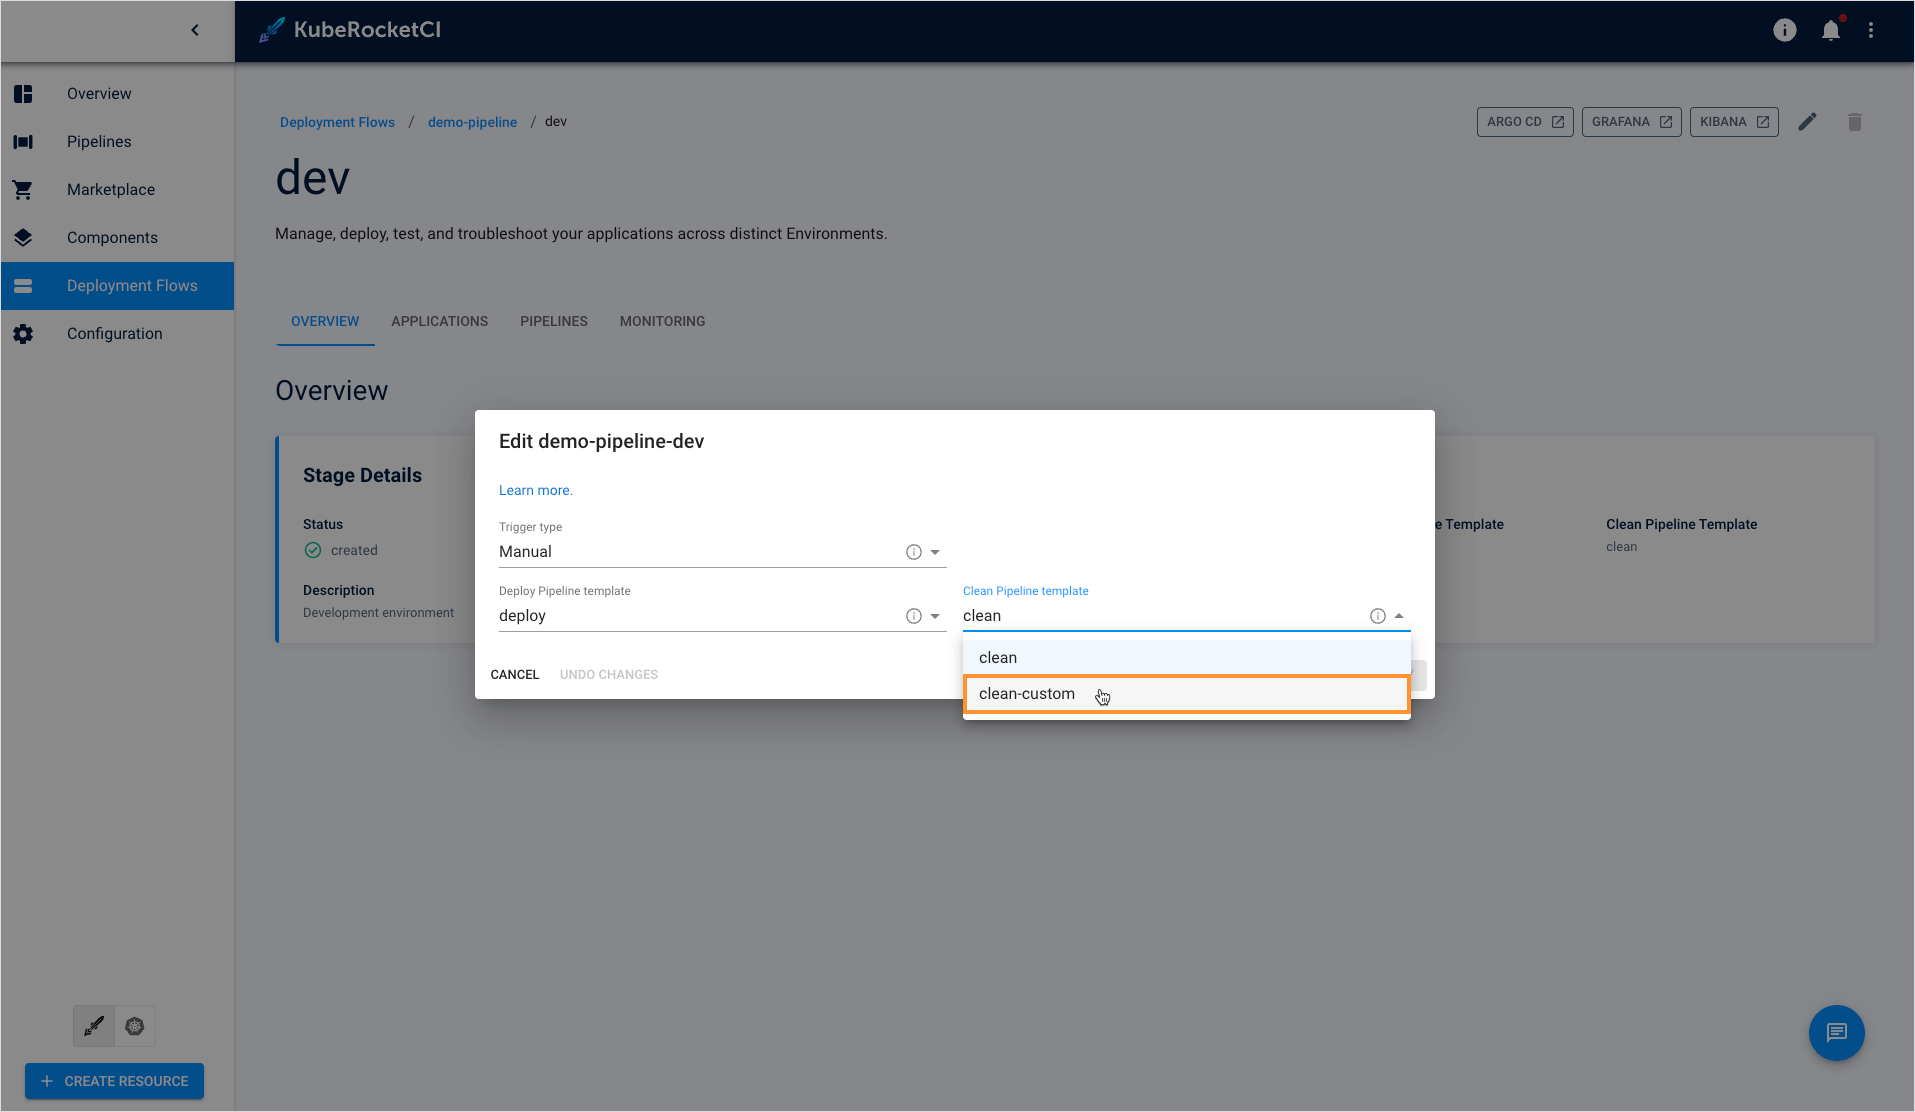 KubeRocketCI
Overview
Pipelines
Marketplace
Components
Deployment Flows
Configuration
CREATE RESOURCE
Deployment Flows / demo-pipeline / dev
ARGO CD
GRAFANA
KIBANA
dev
Manage, deploy, test, and troubleshoot your applications across distinct Environments.
OVERVIEW
APPLICATIONS
PIPELINES
MONITORING
Overview
Stage Details
Status
created
Description
Development environment
e Template
Clean Pipeline Template
clean
Edit demo-pipeline-dev
Learn more.
Trigger type
Manual
Deploy Pipeline template
deploy
Clean Pipeline template
clean
clean
clean-custom
CANCEL
UNDO CHANGES